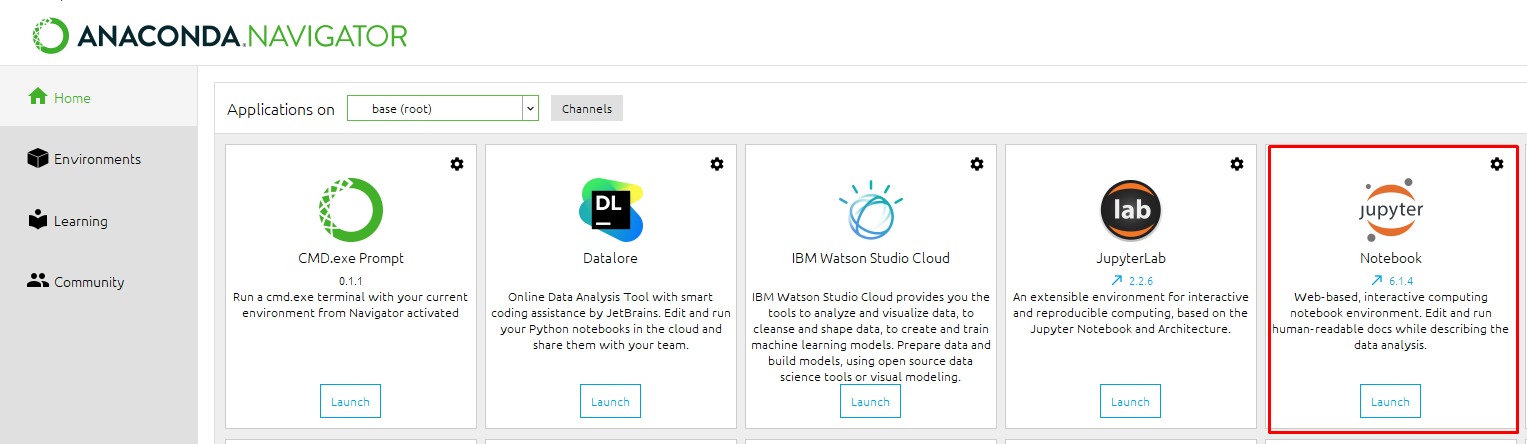 ANACONDA.NAVIGATOR
Home
Environments
Learning
Community
Applications on
base (root)
Channels
CMD.exe Prompt
0.1.1
Run a cmd.exe terminal with your current
environment from Navigator activated
Launch
DL
Datalore
Online Data Analysis Tool with smart
coding assistance by JetBrains. Edit and run
your Python notebooks in the cloud and
share them with your team.
Launch
IBM Watson Studio Cloud
IBM Watson Studio Cloud provides you the
tools to analyze and visualize data, to
cleanse and shape data, to create and train
machine learning models. Prepare data and
build models, using open source data
science tools or visual modeling.
Launch
lab
JupyterLab
2.2.6
An extensible environment for interactive
and reproducible computing, based on the
Jupyter Notebook and Architecture.
Launch
jupyter
Notebook
6.1.4
Web-based, interactive computing
notebook environment. Edit and run
human-readable docs while describing the
data analysis.
Launch